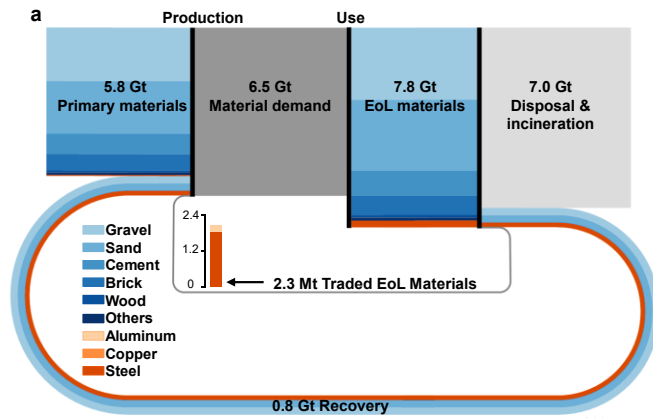 a
Production
Use
5.8 Gt
Primary materials
6.5 Gt
Material demand
7.8 Gt
EoL materials
7.0 Gt
Disposal &
incineration
Gravel
Sand
Cement
Brick
Wood
Others
Aluminum
Copper
Steel
2.4
1.2
0
2.3 Mt Traded EoL Materials
0.8 Gt Recovery